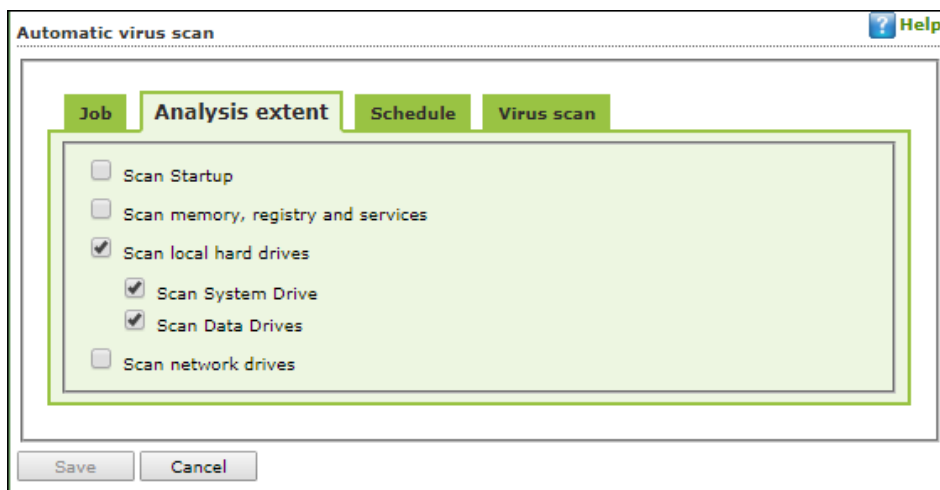 Automatic virus scan
? Help
Job Analysis extent Schedule Virus scan
Scan Startup
Scan memory, registry and services
Scan local hard drives
Scan System Drive
Scan Data Drives
Scan network drives
Save Cancel